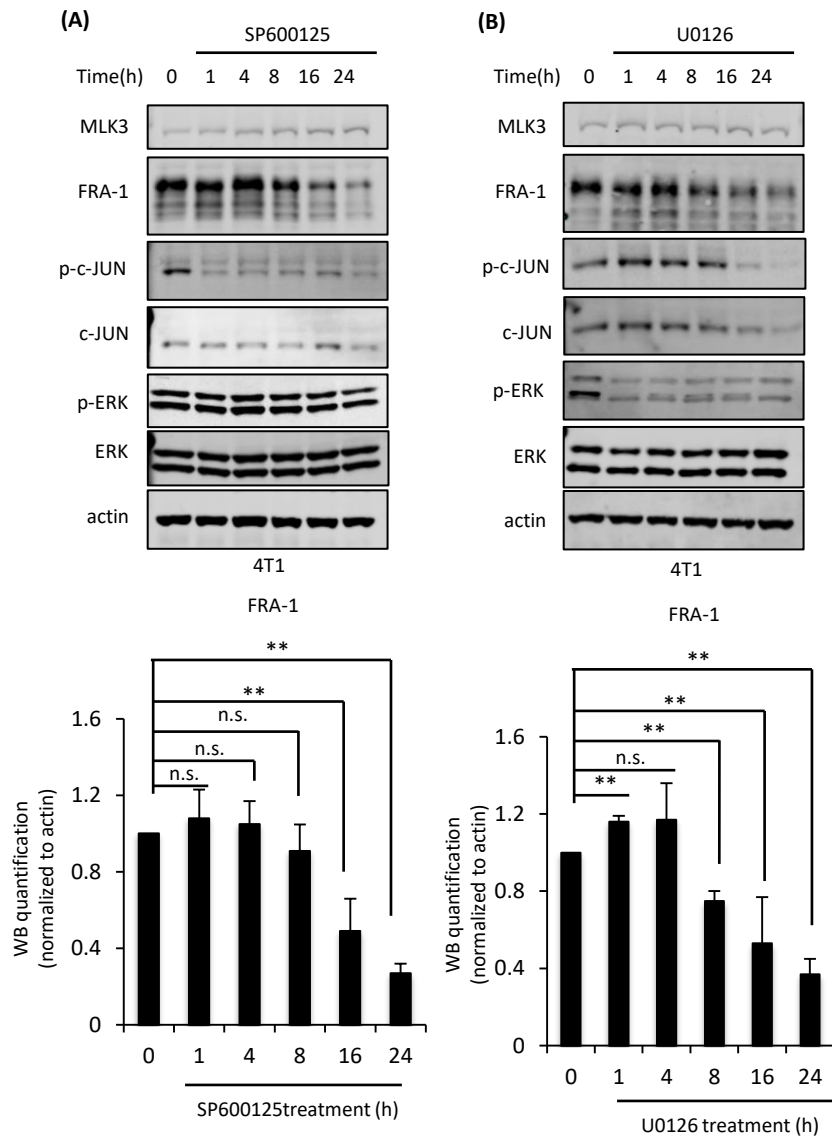 (A)
SP600125
Time(h) 0 1 4 8 16 24
MLK3
FRA-1
p-c-JUN
c-JUN
p-ERK
ERK
actin
4T1
FRA-1
**
**
n.s.
n.s.
n.s.
1.6
1.2
0.8
0.4
0
WB quantification
(normalized to actin)
0 1 4 8 16 24
SP600125treatment (h)
(B)
U0126
Time(h) 0 1 4 8 16 24
MLK3
FRA-1
p-c-JUN
c-JUN
p-ERK
ERK
actin
4T1
FRA-1
**
**
**
n.s.
**
1.6
1.2
0.8
0.4
0
WB quantification
(normalized to actin)
0 1 4 8 16 24
U0126 treatment (h)